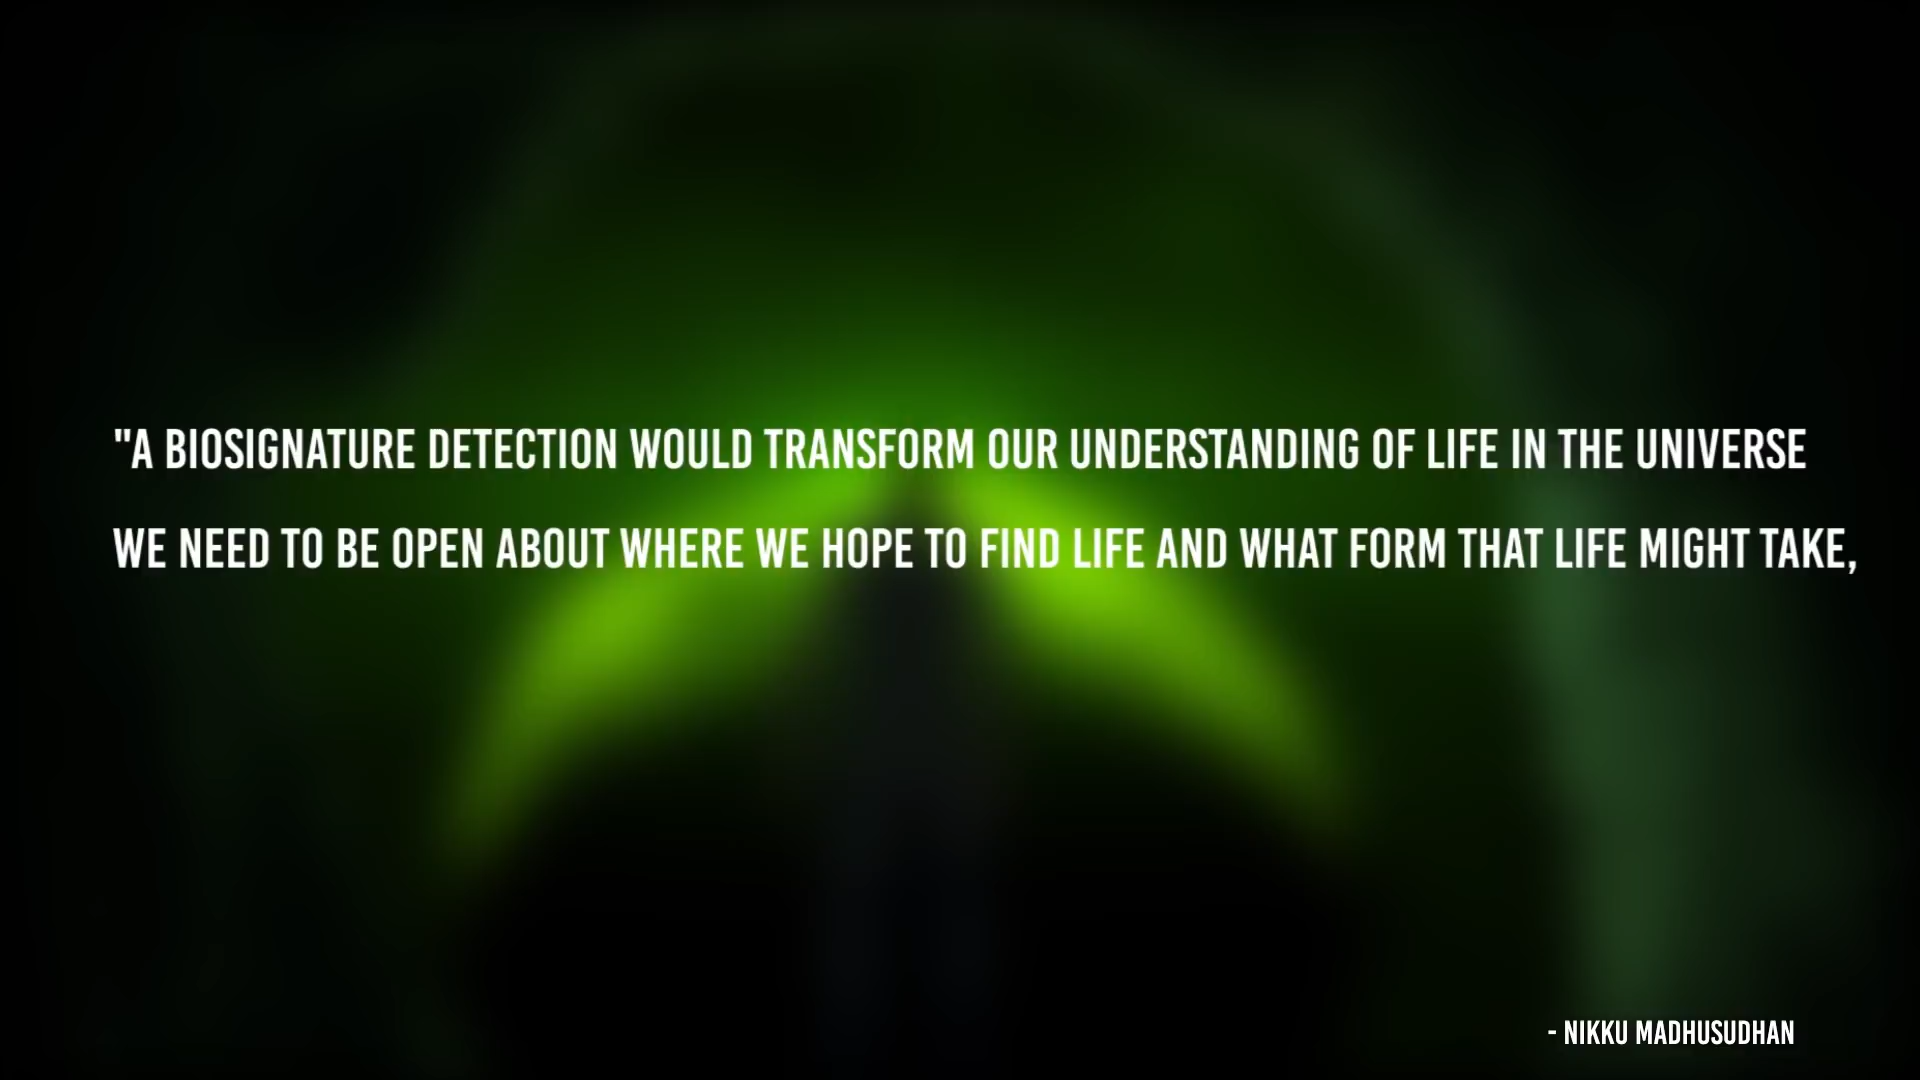 "A BIOSIGNATURE DETECTION WOULD TRANSFORM OUR UNDERSTANDING OF LIFE IN THE UNIVERSE
WE NEED TO BE OPEN ABOUT WHERE WE HOPE TO FIND LIFE AND WHAT FORM THAT LIFE MIGHT TAKE,
- NIKKU MADHUSUDHAN